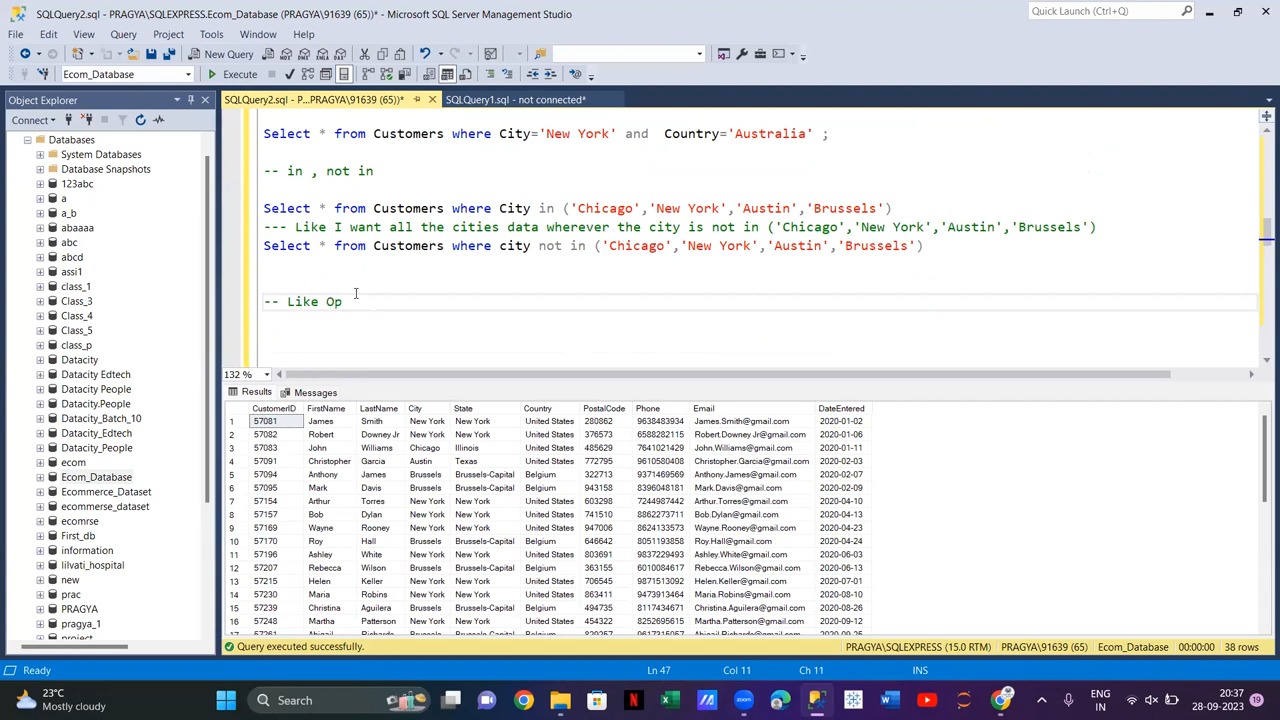 SQLQuery2.sql - PRAGYA\SQLEXPRESS.Ecom_Database (PRAGYA\91639 (65))* - Microsoft SQL Server Management Studio
Quick Launch (Ctrl+Q)
File Edit View Query Project Tools Window Help
New Query
Ecom_Database Execute
Object Explorer
SQLQuery2.sql - P...PRAGYA\91639 (65))* SQLQuery1.sql - not connected*
Connect
Databases
System Databases
Database Snapshots
123abc
a
a_b
abaaaa
abc
abcd
assi1
class_1
Class_3
Class_4
Class_5
class_p
Datacity
Datacity Edtech
Datacity People
Datacity.People
Datacity_Batch_10
Datacity_Edtech
Datacity_People
ecom
Ecom_Database
Ecommerce_Dataset
ecommerse_dataset
ecomrse
First_db
information
lilvati_hospital
new
prac
PRAGYA
pragya_1
project
Select * from Customers where City='New York' and Country='Australia' ;
-- in , not in
Select * from Customers where City in ('Chicago','New York','Austin','Brussels')
--- Like I want all the cities data wherever the city is not in ('Chicago','New York','Austin','Brussels')
Select * from Customers where city not in ('Chicago','New York','Austin','Brussels')
-- Like Op
132 %
Results Messages
CustomerID FirstName LastName City State Country PostalCode Phone Email DateEntered
1 57081 James Smith New York New York United States 280862 9638483934 James.Smith@gmail.com 2020-01-02
2 57082 Robert Downey Jr New York New York United States 376573 6588282115 Robert.Downey Jr@gmail.com 2020-01-06
3 57083 John Williams Chicago Illinois United States 485629 7641021429 John.Williams@gmail.com 2020-01-11
4 57091 Christopher Garcia Austin Texas United States 772795 9610580408 Christopher.Garcia@gmail.com 2020-02-03
5 57094 Anthony James Brussels Brussels-Capital Belgium 322713 9371469569 Anthony.James@gmail.com 2020-02-07
6 57095 Mark Davis Brussels Brussels-Capital Belgium 943158 8396048181 Mark.Davis@gmail.com 2020-02-09
7 57154 Arthur Torres New York New York United States 603298 7244987442 Arthur.Torres@gmail.com 2020-04-10
8 57157 Bob Dylan New York New York United States 741510 8862273711 Bob.Dylan@gmail.com 2020-04-13
9 57169 Wayne Rooney New York New York United States 947006 8624133573 Wayne.Rooney@gmail.com 2020-04-23
10 57170 Roy Hall Brussels Brussels-Capital Belgium 646642 8051193858 Roy.Hall@gmail.com 2020-04-23
11 57196 Ashley White New York New York United States 803691 9837229493 Ashley.White@gmail.com 2020-06-03
12 57207 Rebecca Wilson Brussels Brussels-Capital Belgium 363155 6010084617 Rebecca.Wilson@gmail.com 2020-06-13
13 57215 Helen Keller New York New York United States 706545 9871513092 Helen.Keller@gmail.com 2020-07-01
14 57230 Maria Robins New York New York United States 863411 9473913464 Maria.Robins@gmail.com 2020-08-10
15 57239 Christina Aguilera Brussels Brussels-Capital Belgium 494735 8117434671 Christina.Aguilera@gmail.com 2020-08-26
16 57248 Martha Patterson New York New York United States 454322 8252695615 Martha.Patterson@gmail.com 2020-09-12
17 57261 Abigail Richards Brussels Brussels-Capital Belgium 829257 9617315057 Abigail.Richards@gmail.com 2020-09-25
Query executed successfully. PRAGYA\SQLEXPRESS (15.0 RTM) PRAGYA\91639 (65) Ecom_Database 00:00:00 38 rows
Ready Ln 47 Col 11 Ch 11 INS
23°C
Mostly cloudy
Search
ENG
IN
20:37
28-09-2023
19